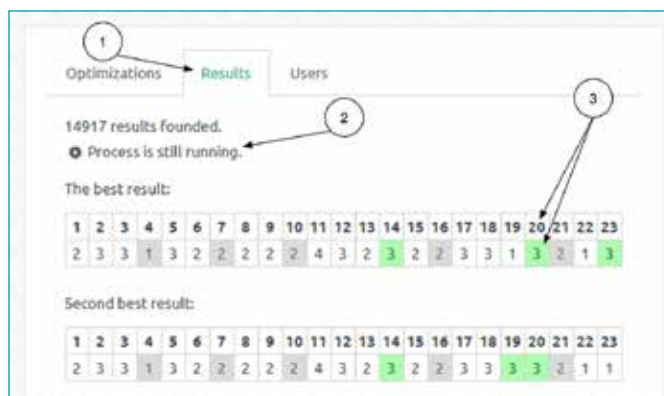 1
Optimizations Results Users
3
2
14917 results founded.
Process is still running.
The best result:
1 2 3 4 5 6 7 8 9 10 11 12 13 14 15 16 17 18 19 20 21 22 23
2 3 3 1 3 2 2 2 2 2 4 3 2 3 2 2 3 3 1 3 2 1 3
Second best result:
1 2 3 4 5 6 7 8 9 10 11 12 13 14 15 16 17 18 19 20 21 22 23
2 3 3 1 3 2 2 2 2 2 4 3 2 3 2 2 3 3 3 3 2 1 1